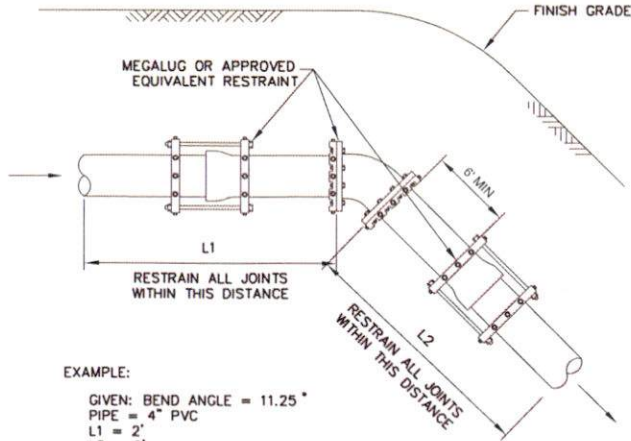 FINISH GRADE
MEGALUG OR APPROVED
EQUIVALENT RESTRAINT
6' MIN
L1
RESTRAIN ALL JOINTS
WITHIN THIS DISTANCE
L2
RESTRAIN ALL JOINTS
WITHIN THIS DISTANCE
EXAMPLE:
GIVEN: BEND ANGLE = 11.25°
PIPE = 4" PVC
L1 = 2'